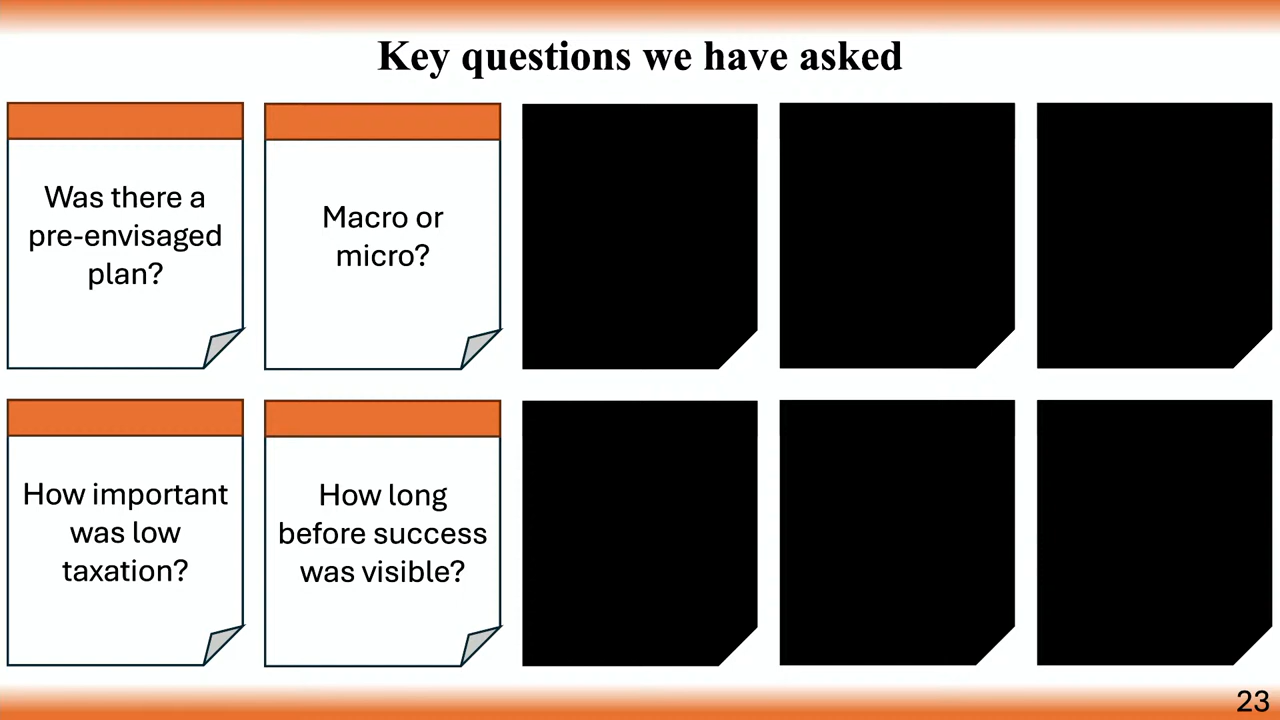 Key questions we have asked
Was there a
pre-envisaged
plan?
Macro or
micro?
How important
was low
taxation?
How long
before success
was visible?
23